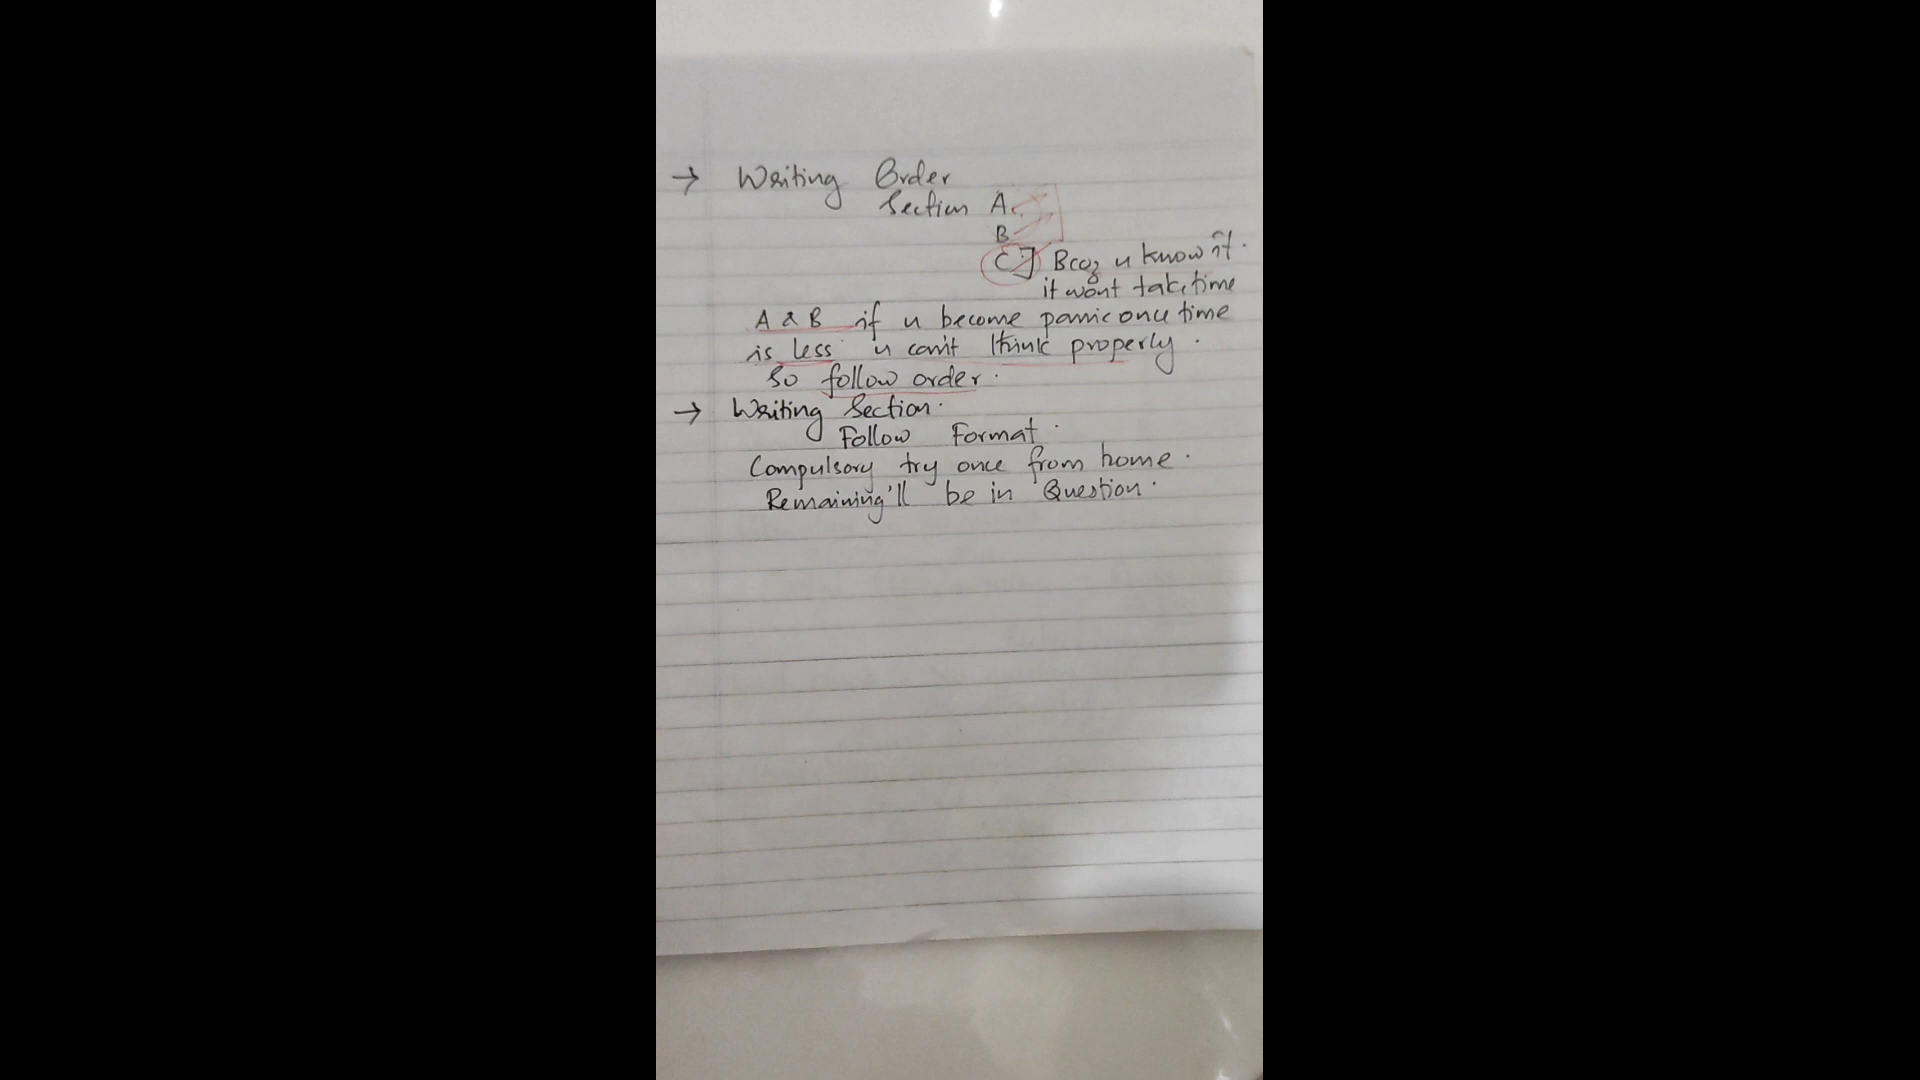 → Writing Order
Section A
B
C] Bcoz u know it.
it wont take time
A & B if u become panic once time
is less u can't think properly.
So follow order.
→ Writing Section.
Follow Format.
Compulsory try once from home.
Remaining'll be in Question.